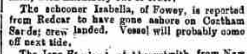 The schooner Isabella, of Fowey, is reported
from Redcar to have gone ashore on Coatham
Sards; crew landed. Vessel will probably come
off next tide.